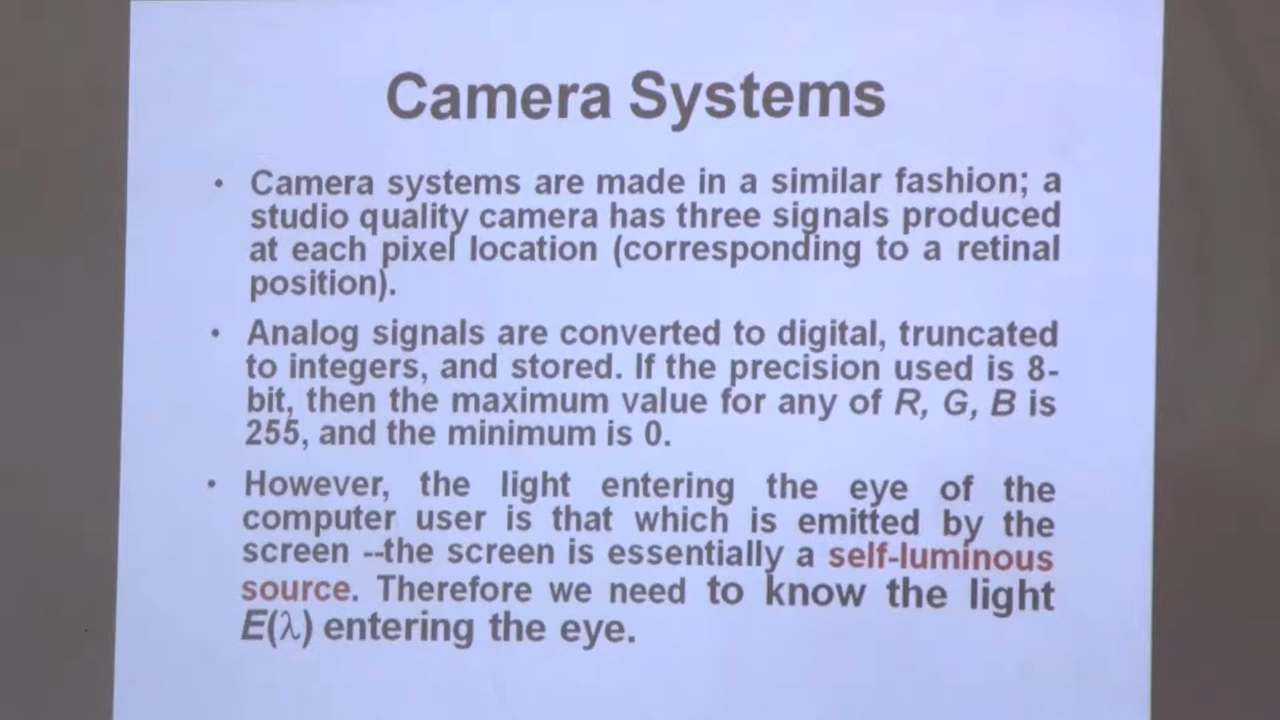 Camera Systems
• Camera systems are made in a similar fashion; a
studio quality camera has three signals produced
at each pixel location (corresponding to a retinal
position).
• Analog signals are converted to digital, truncated
to integers, and stored. If the precision used is 8-
bit, then the maximum value for any of R, G, B is
255, and the minimum is 0.
• However, the light entering the eye of the
computer user is that which is emitted by the
screen --the screen is essentially a self-luminous
source. Therefore we need to know the light
E(λ) entering the eye.